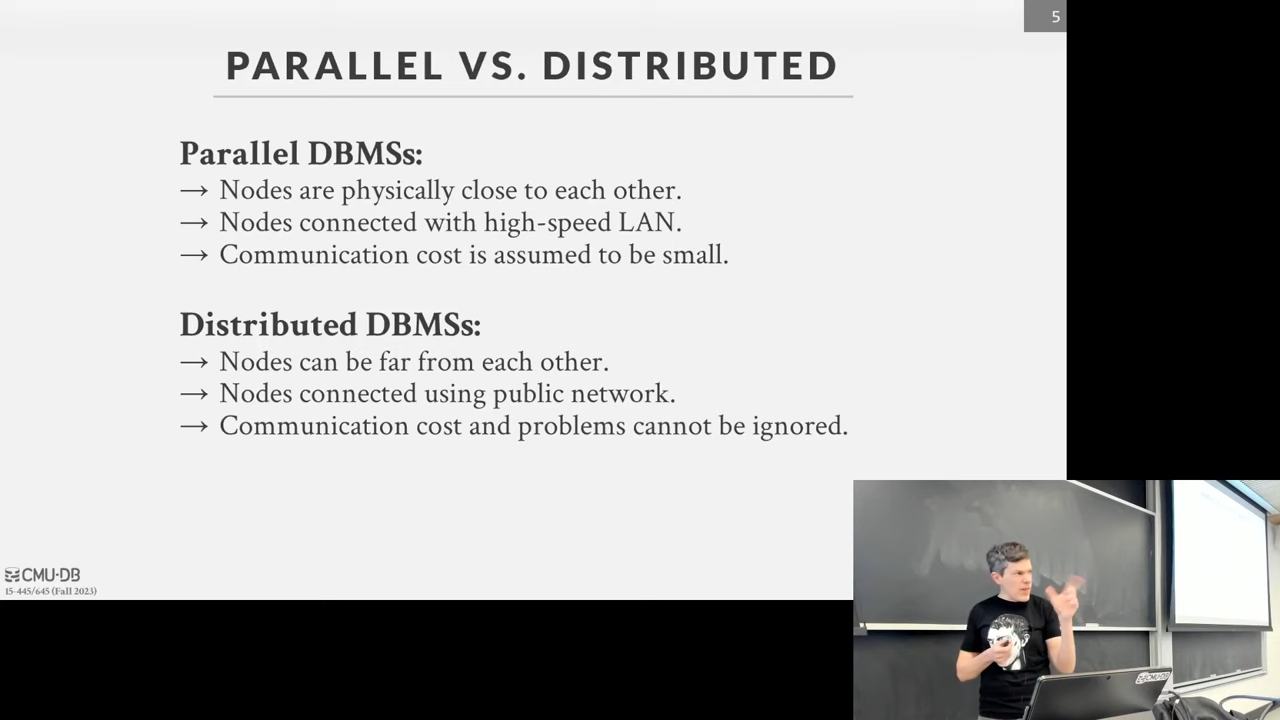 5
PARALLEL VS. DISTRIBUTED
Parallel DBMSs:
→ Nodes are physically close to each other.
→ Nodes connected with high-speed LAN.
→ Communication cost is assumed to be small.
Distributed DBMSs:
→ Nodes can be far from each other.
→ Nodes connected using public network.
→ Communication cost and problems cannot be ignored.
CMU·DB
15-445/645 (Fall 2023)
CMU·DB